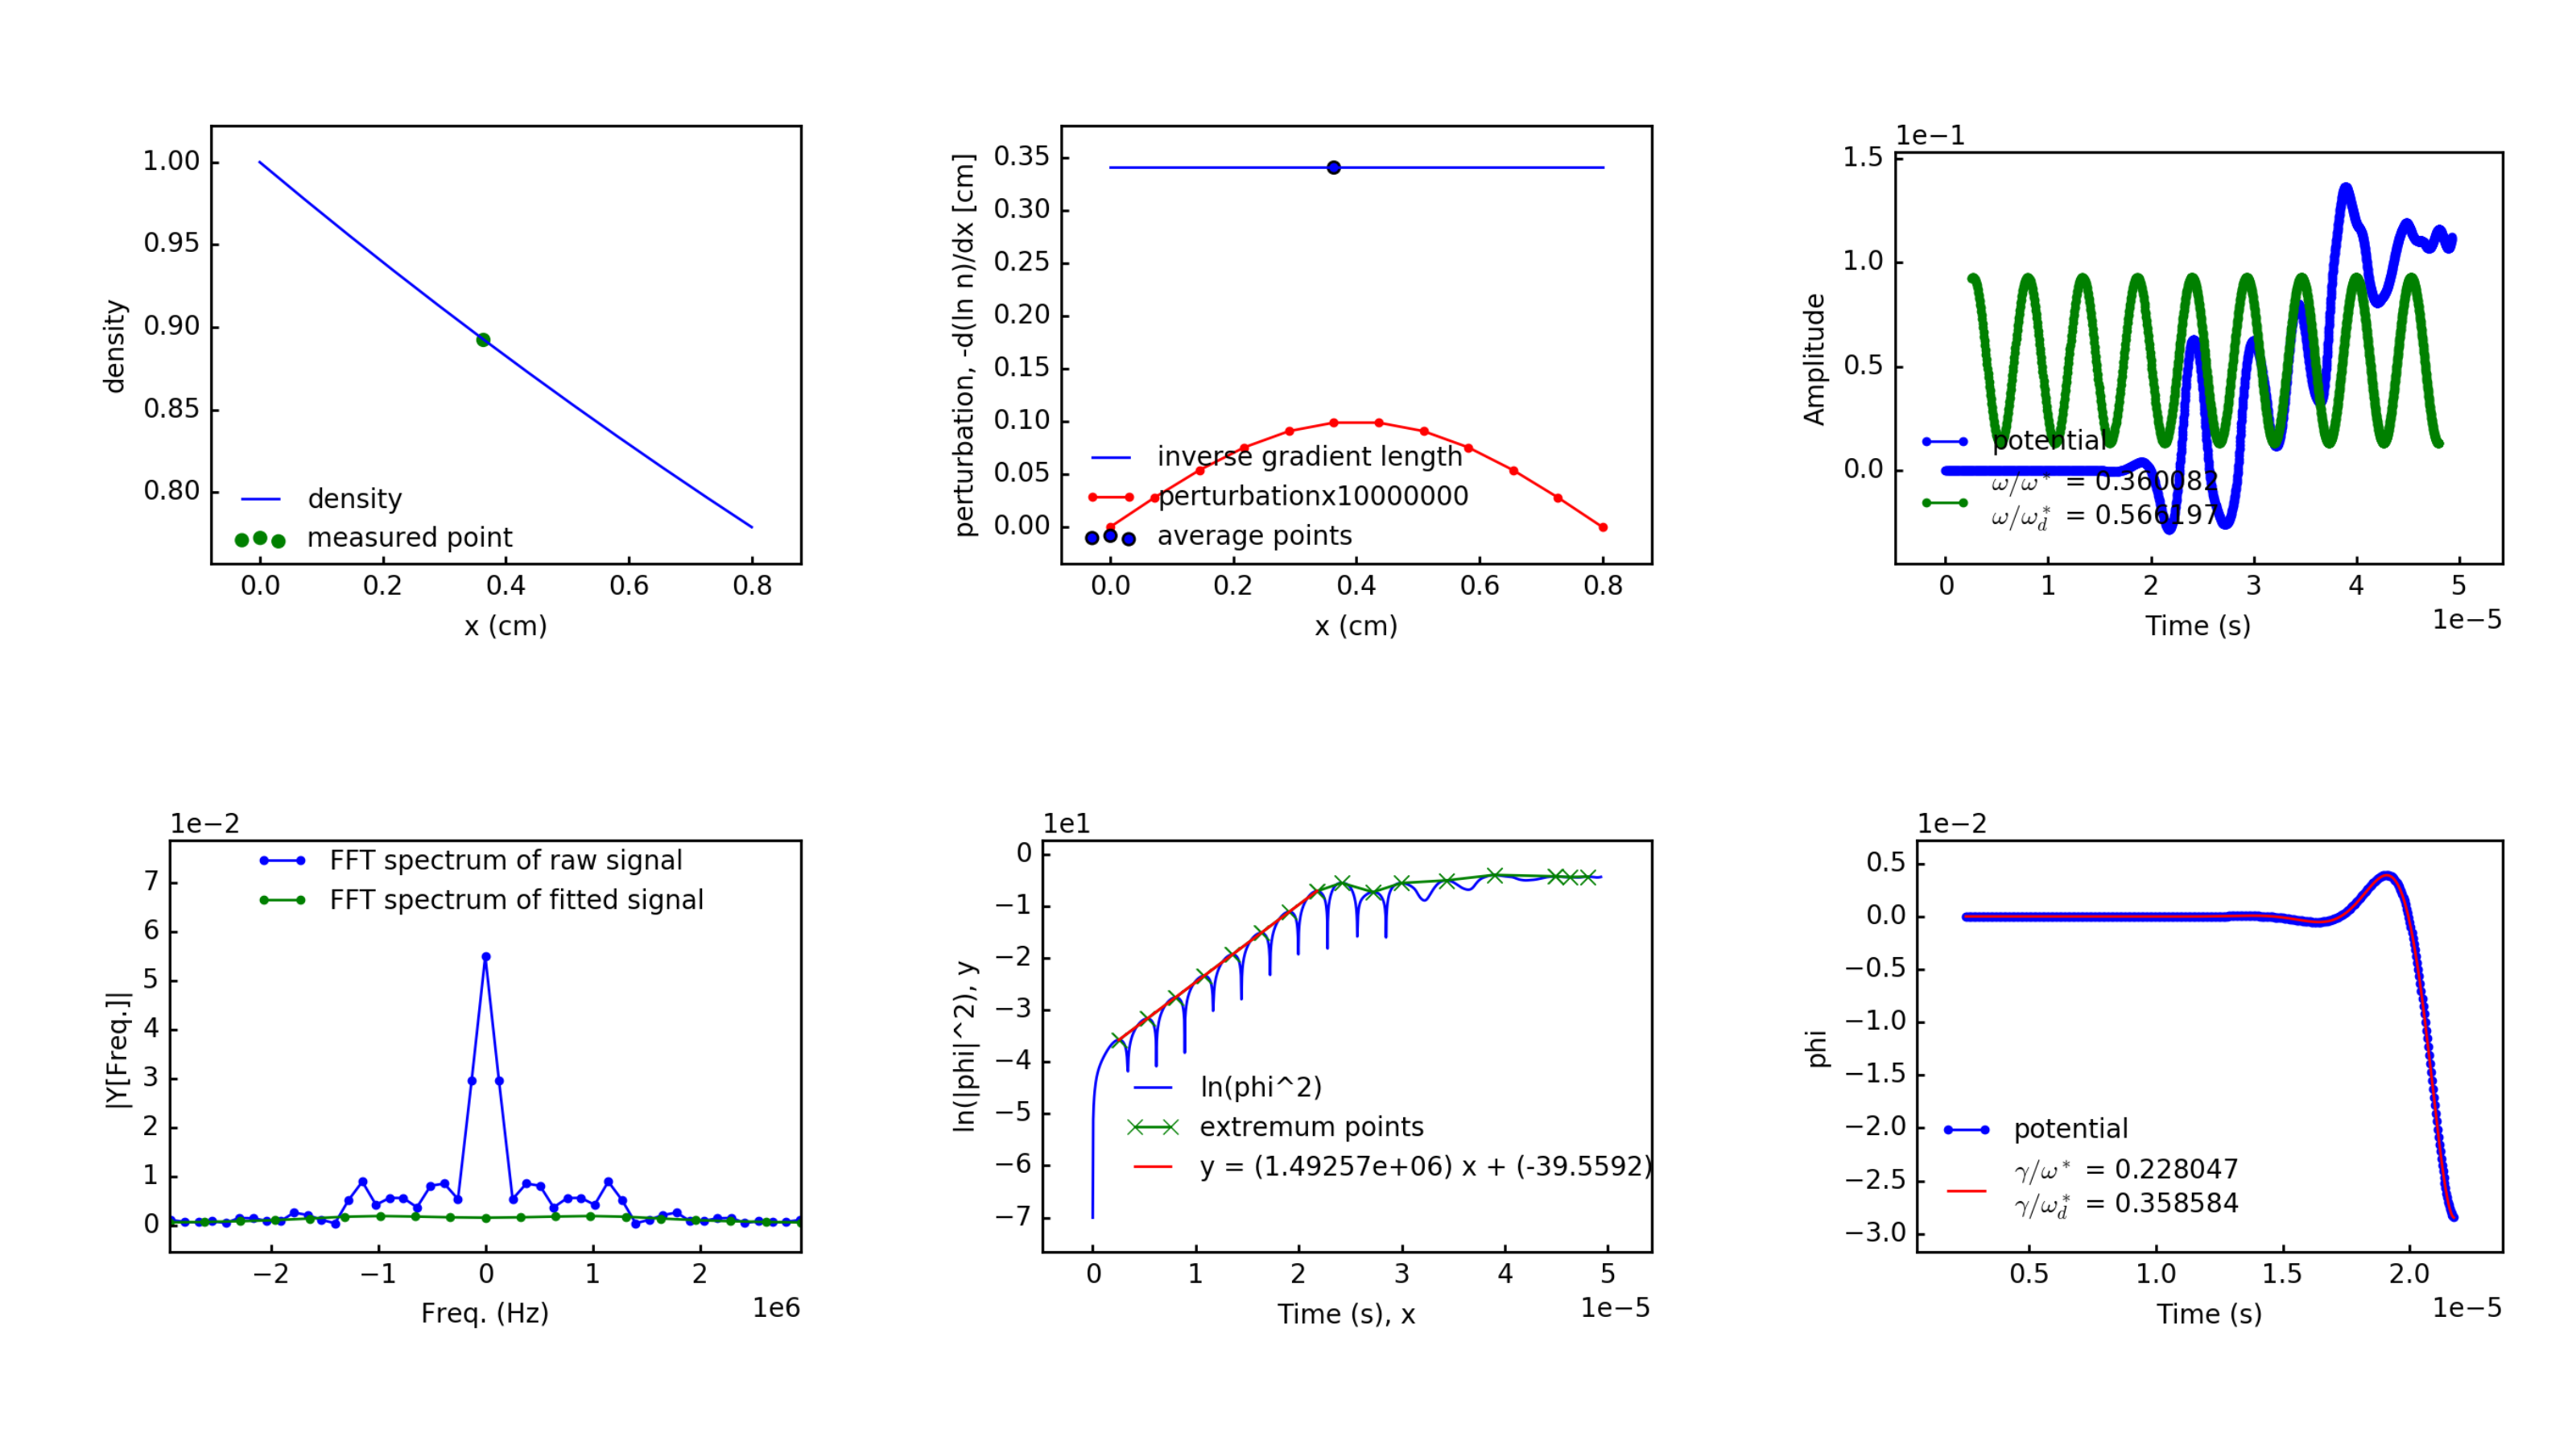 1.00
0.95
0.90
0.85
0.80
density
0.0 0.2 0.4 0.6 0.8
x (cm)
density
measured point
0.35
0.30
0.25
0.20
0.15
0.10
0.05
0.00
perturbation, -d(ln n)/dx [cm]
0.0 0.2 0.4 0.6 0.8
x (cm)
inverse gradient length
perturbationx10000000
average points
1e−1
1.5
1.0
0.5
0.0
Amplitude
0 1 2 3 4 5
1e−5
Time (s)
potential
ω/ω* = 0.360082
ω/ω*_d = 0.566197
1e−2
7
6
5
4
3
2
1
0
|Y[Freq.]|
−2 −1 0 1 2
1e6
Freq. (Hz)
FFT spectrum of raw signal
FFT spectrum of fitted signal
1e1
0
−1
−2
−3
−4
−5
−6
−7
ln(|phi|^2), y
0 1 2 3 4 5
1e−5
Time (s), x
ln(phi^2)
extremum points
y = (1.49257e+06) x + (-39.5592)
1e−2
0.5
0.0
−0.5
−1.0
−1.5
−2.0
−2.5
−3.0
phi
0.5 1.0 1.5 2.0
1e−5
Time (s)
potential
γ/ω* = 0.228047
γ/ω*_d = 0.358584